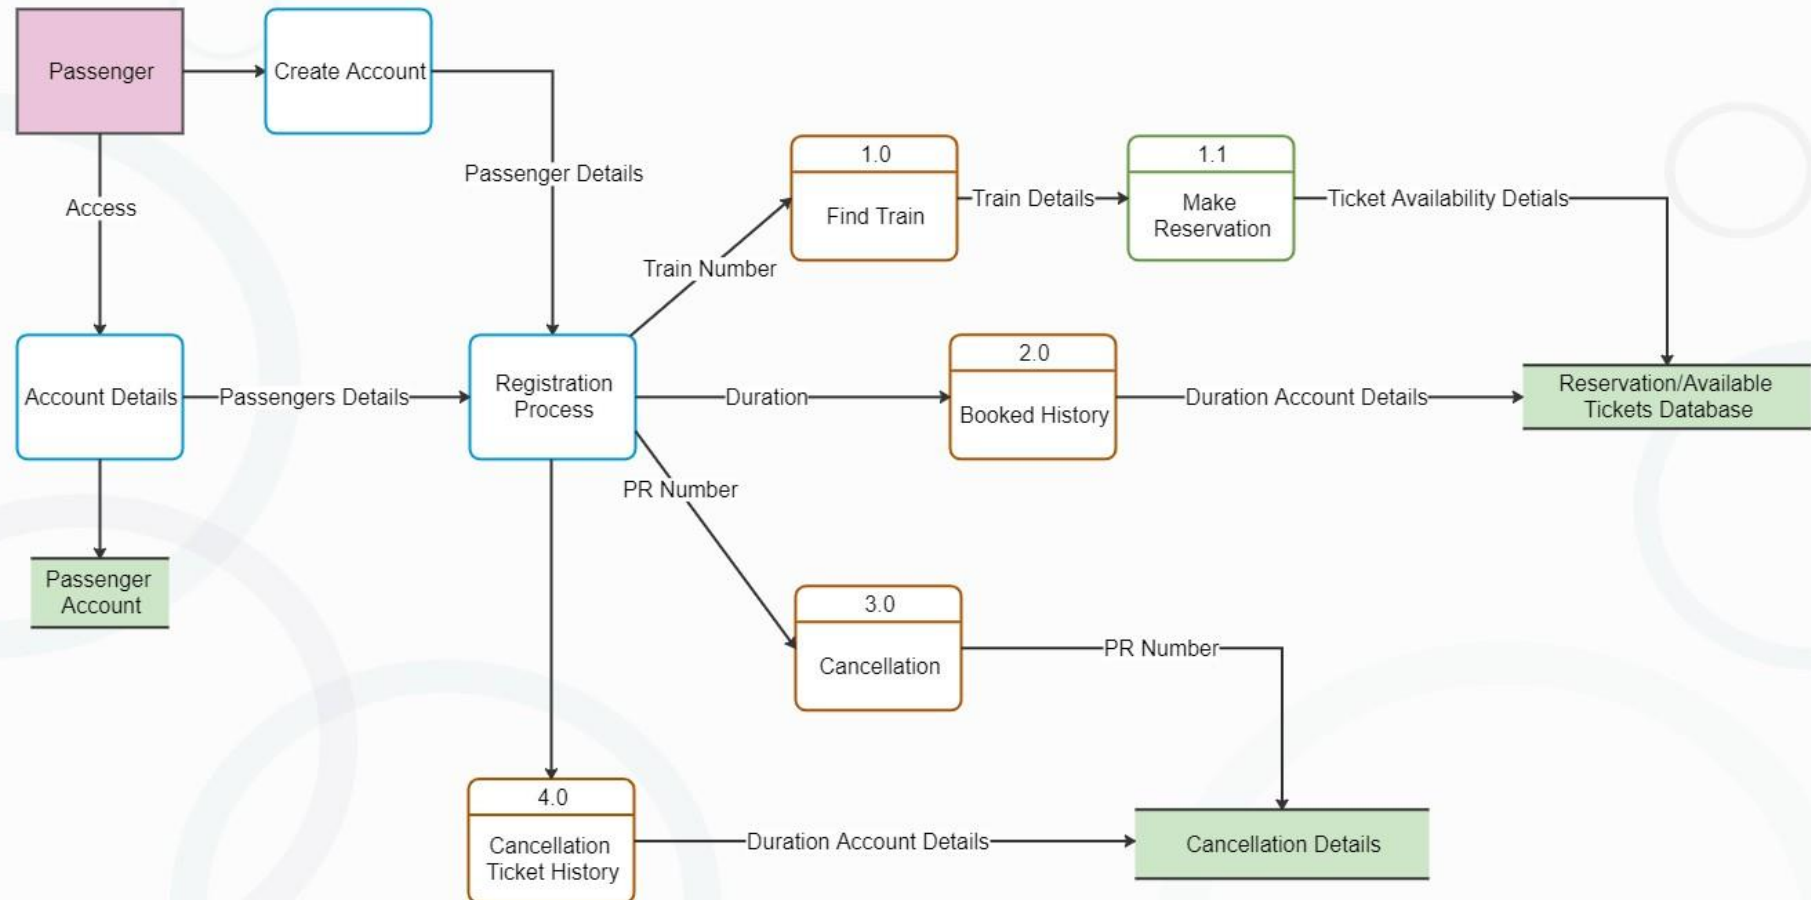 Passenger
Create Account
Passenger Details
Access
1.0
Find Train
Train Details
1.1
Make
Reservation
Ticket Availability Detials
Train Number
Account Details
Passengers Details
Registration
Process
Duration
2.0
Booked History
Duration Account Details
Reservation/Available
Tickets Database
PR Number
Passenger
Account
3.0
Cancellation
PR Number
4.0
Cancellation
Ticket History
Duration Account Details
Cancellation Details